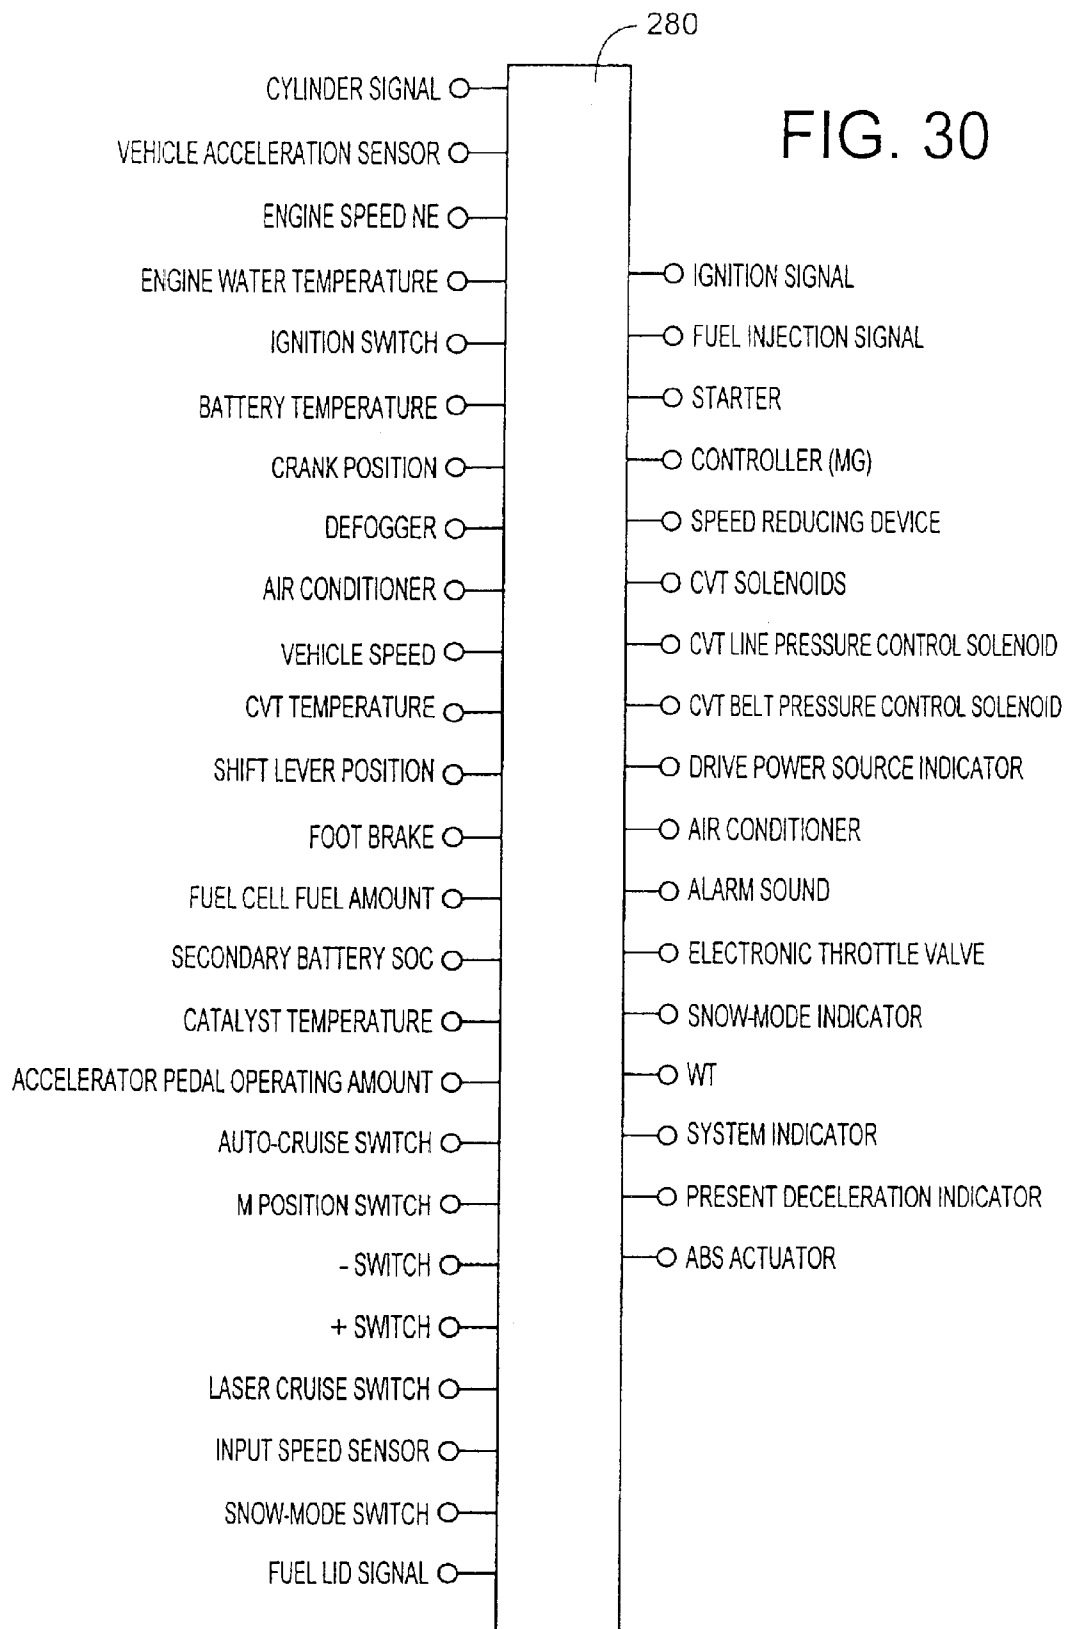 280
FIG. 30
CYLINDER SIGNAL
VEHICLE ACCELERATION SENSOR
ENGINE SPEED NE
ENGINE WATER TEMPERATURE
IGNITION SWITCH
BATTERY TEMPERATURE
CRANK POSITION
DEFOGGER
AIR CONDITIONER
VEHICLE SPEED
CVT TEMPERATURE
SHIFT LEVER POSITION
FOOT BRAKE
FUEL CELL FUEL AMOUNT
SECONDARY BATTERY SOC
CATALYST TEMPERATURE
ACCELERATOR PEDAL OPERATING AMOUNT
AUTO-CRUISE SWITCH
M POSITION SWITCH
- SWITCH
+ SWITCH
LASER CRUISE SWITCH
INPUT SPEED SENSOR
SNOW-MODE SWITCH
FUEL LID SIGNAL
IGNITION SIGNAL
FUEL INJECTION SIGNAL
STARTER
CONTROLLER (MG)
SPEED REDUCING DEVICE
CVT SOLENOIDS
CVT LINE PRESSURE CONTROL SOLENOID
CVT BELT PRESSURE CONTROL SOLENOID
DRIVE POWER SOURCE INDICATOR
AIR CONDITIONER
ALARM SOUND
ELECTRONIC THROTTLE VALVE
SNOW-MODE INDICATOR
WT
SYSTEM INDICATOR
PRESENT DECELERATION INDICATOR
ABS ACTUATOR